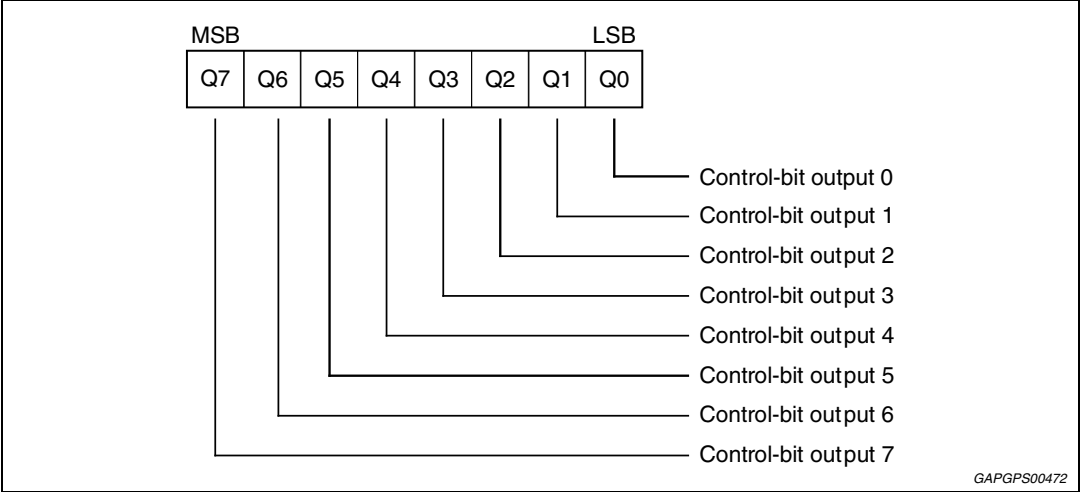 MSB LSB
Q7 Q6 Q5 Q4 Q3 Q2 Q1 Q0
Control-bit output 0
Control-bit output 1
Control-bit output 2
Control-bit output 3
Control-bit output 4
Control-bit output 5
Control-bit output 6
Control-bit output 7
GAPGPS00472